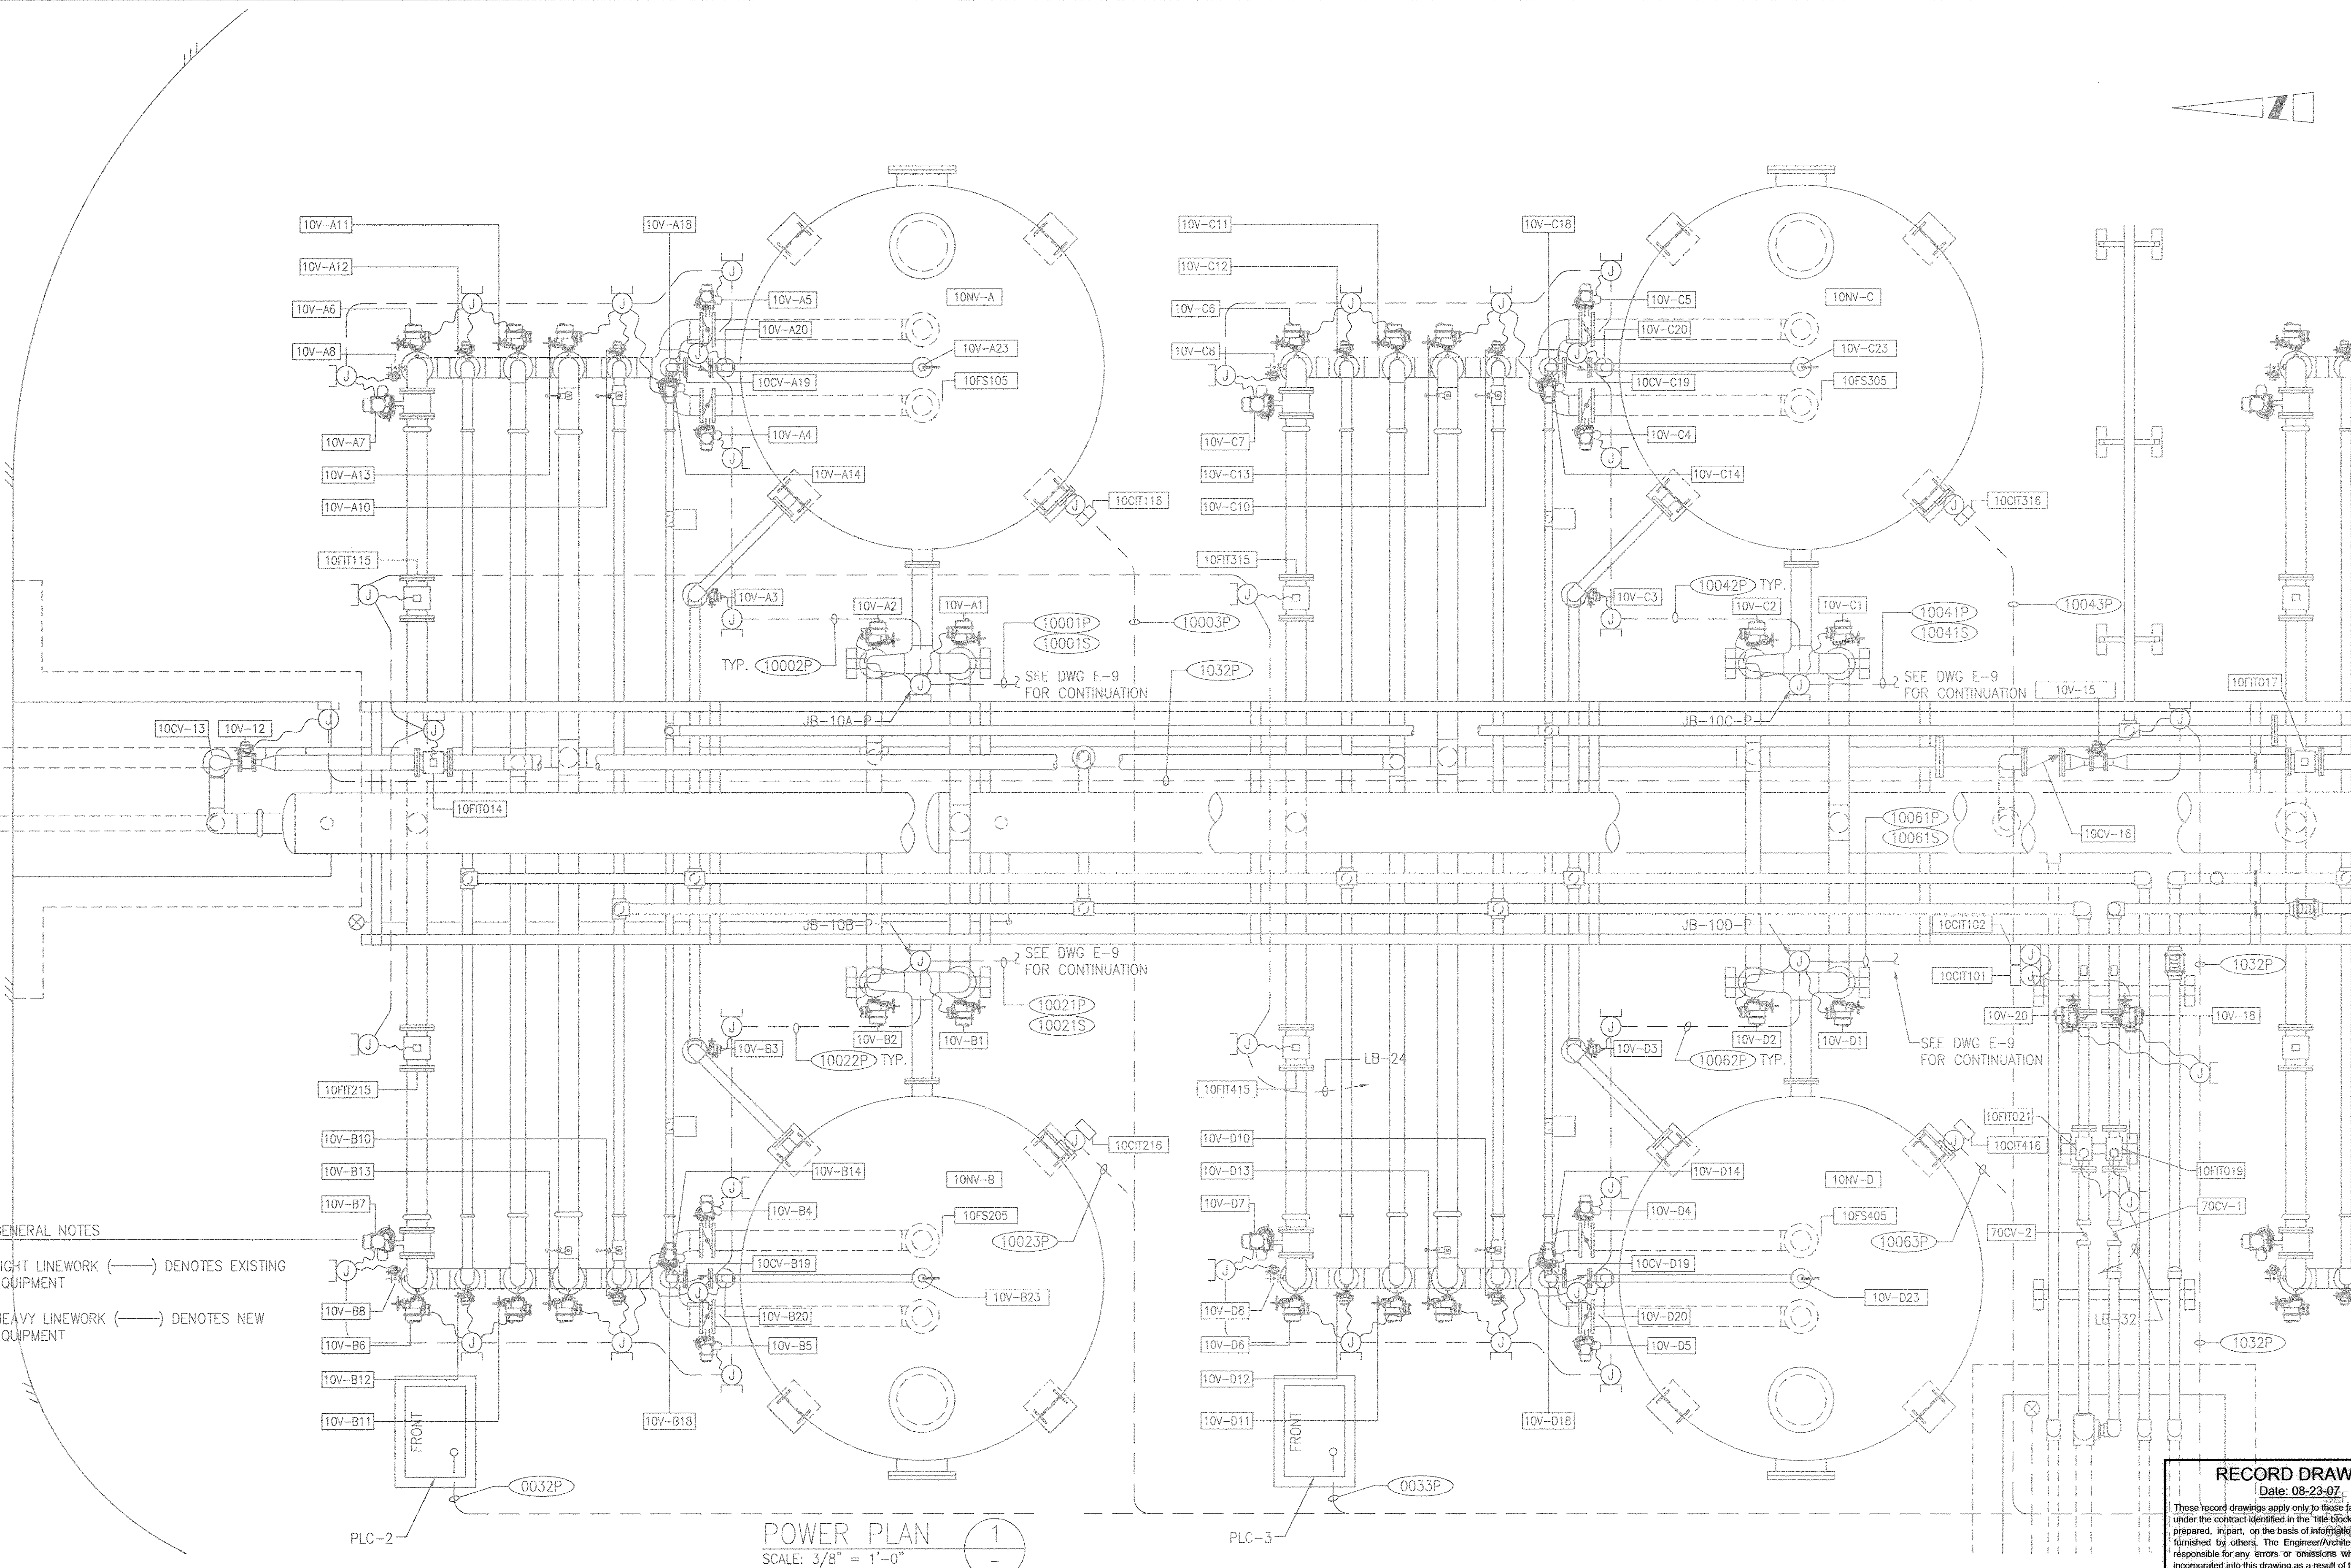 10V-A11
10V-A12
10V-A6
10V-A8
10V-A7
10V-A13
10V-A10
10FIT115
10V-A18
10V-A5
10V-A20
10CV-A19
10V-A4
10V-A14
10NV-A
10V-A23
10FS105
10CIT116
10V-A3
10V-A2
10V-A1
TYP. 10002P
10001P
10001S
10003P
1032P
SEE DWG E-9
FOR CONTINUATION
JB-10A-P
10V-C11
10V-C12
10V-C6
10V-C8
10V-C7
10V-C13
10V-C10
10FIT315
10V-C18
10V-C5
10V-C20
10CV-C19
10V-C4
10V-C14
10NV-C
10V-C23
10FS305
10CIT316
10V-C3
10042P TYP.
10V-C2
10V-C1
10041P
10041S
10043P
SEE DWG E-9
FOR CONTINUATION
JB-10C-P
10V-15
10FIT017
10CV-13
10V-12
10FIT014
10CV-16
10061P
10061S
JB-10B-P
SEE DWG E-9
FOR CONTINUATION
10021P
10021S
10V-B2
10V-B1
10V-B3
10022P TYP.
10FIT215
10V-B10
10V-B13
10V-B7
10V-B8
10V-B6
10V-B12
10V-B11
10V-B14
10V-B4
10CV-B19
10V-B20
10V-B5
10V-B18
10NV-B
10FS205
10V-B23
10CIT216
10023P
JB-10D-P
SEE DWG E-9
FOR CONTINUATION
10V-D2
10V-D1
10V-D3
10062P TYP.
LB-24
10FIT415
10V-D10
10V-D13
10V-D7
10V-D8
10V-D6
10V-D12
10V-D11
10V-D14
10V-D4
10CV-D19
10V-D20
10V-D5
10V-D18
10NV-D
10FS405
10V-D23
10CIT416
10063P
10CIT102
10CIT101
1032P
10V-20
10V-18
10FIT021
10FIT019
70CV-1
70CV-2
LB-32
1032P
GENERAL NOTES
LIGHT LINEWORK (———) DENOTES EXISTING
EQUIPMENT
HEAVY LINEWORK (———) DENOTES NEW
EQUIPMENT
FRONT
0032P
PLC-2
FRONT
0033P
PLC-3
POWER PLAN
SCALE: 3/8" = 1'-0"
1
–
RECORD DRAW
Date: 08-23-07
These record drawings apply only to those
under the contract identified in the title block
prepared, in part, on the basis of
furnished by others. The
responsible for any errors or omissions
incorporated into this drawing as a result of